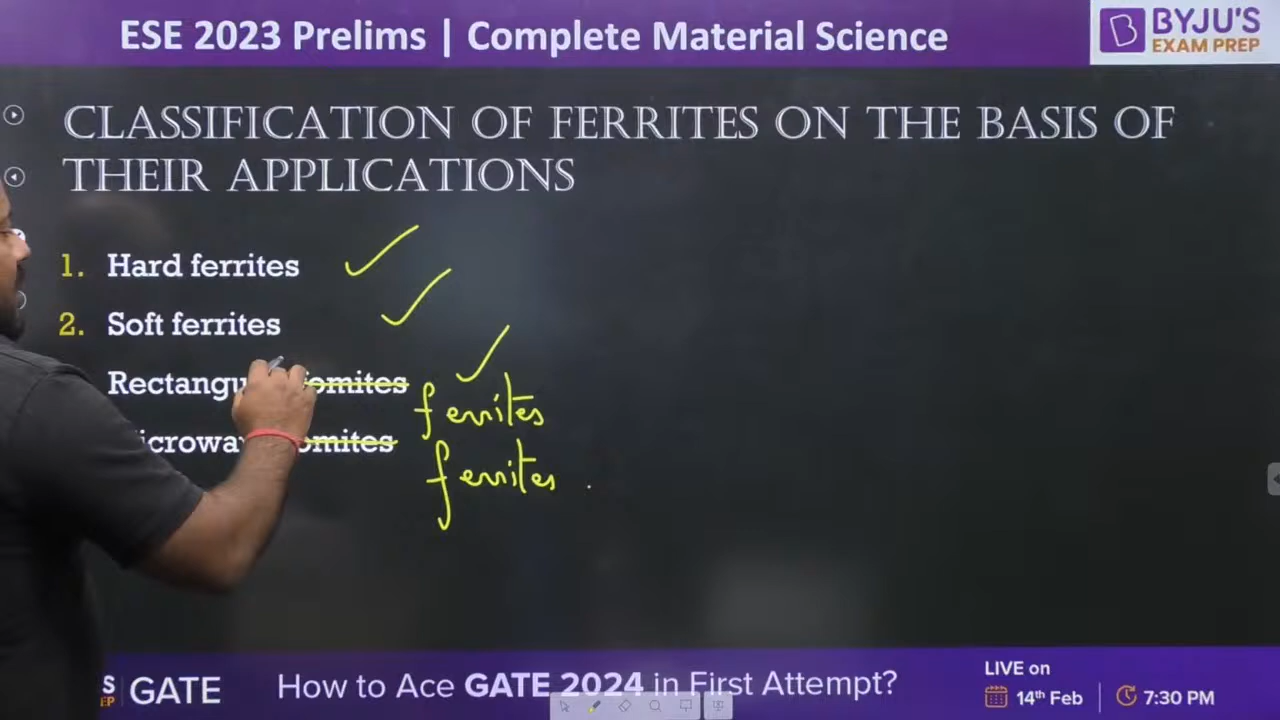 ESE 2023 Prelims | Complete Material Science
BYJU'S
EXAM PREP
CLASSIFICATION OF FERRITES ON THE BASIS OF
THEIR APPLICATIONS
1. Hard ferrites
2. Soft ferrites
omites ferrites
omites ferrites
GATE
How to Ace GATE 2024 in First Attempt?
LIVE on
14th Feb | 7:30 PM